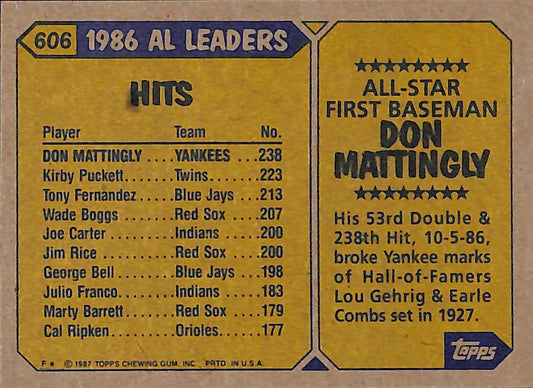 606 1986 AL LEADERS
HITS
Player Team No.
DON MATTINGLY .... YANKEES ... 238
Kirby Puckett ....... Twins ......... 223
Tony Fernandez ..... Blue Jays .... 213
Wade Boggs ........ Red Sox .... 207
Joe Carter ......... Indians .... 200
Jim Rice ........... Red Sox .... 200
George Bell ........ Blue Jays .... 198
Julio Franco ....... Indians .... 183
Marty Barrett ...... Red Sox .... 179
Cal Ripken ......... Orioles ..... 177
F * © 1987 TOPPS CHEWING GUM, INC. PRTD. IN U.S.A.
ALL-STAR
FIRST BASEMAN
DON
MATTINGLY
His 53rd Double &
238th Hit, 10-5-86,
broke Yankee marks
of Hall-of-Famers
Lou Gehrig & Earle
Combs set in 1927.
Topps